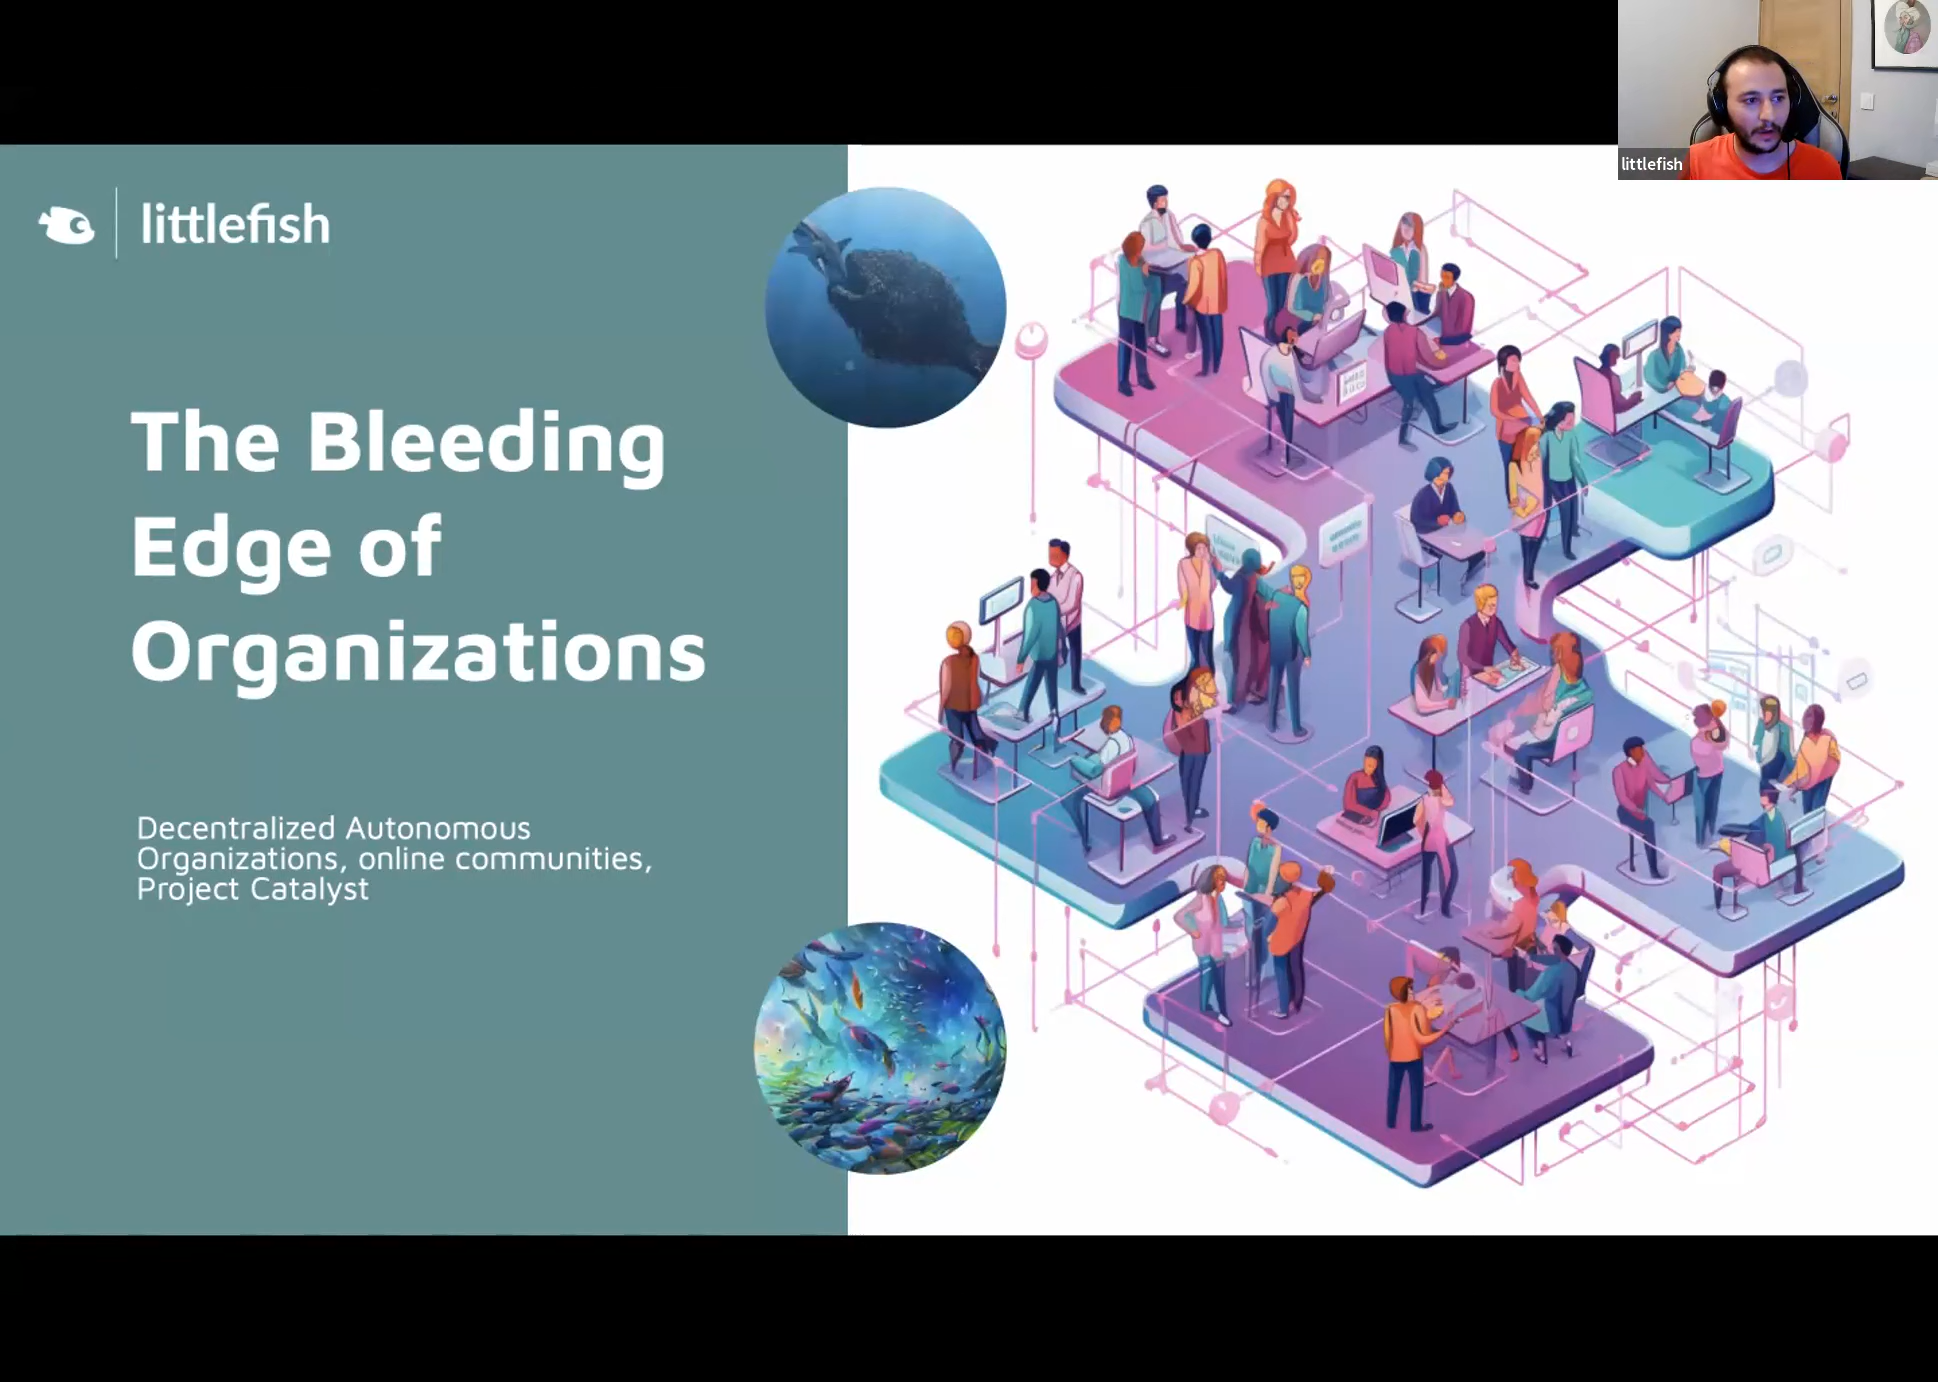 littlefish
littlefish
The Bleeding
Edge of
Organizations
Decentralized Autonomous
Organizations, online communities,
Project Catalyst